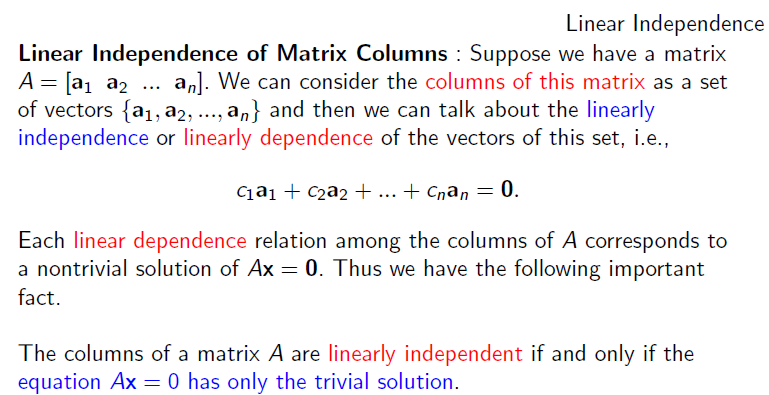 Linear Independence
Linear Independence of Matrix Columns : Suppose we have a matrix
A = [a₁ a₂ ... aₙ]. We can consider the columns of this matrix as a set
of vectors {a₁, a₂, ..., aₙ} and then we can talk about the linearly
independence or linearly dependence of the vectors of this set, i.e.,
c₁a₁ + c₂a₂ + ... + cₙaₙ = 0.
Each linear dependence relation among the columns of A corresponds to
a nontrivial solution of Ax = 0. Thus we have the following important
fact.
The columns of a matrix A are linearly independent if and only if the
equation Ax = 0 has only the trivial solution.